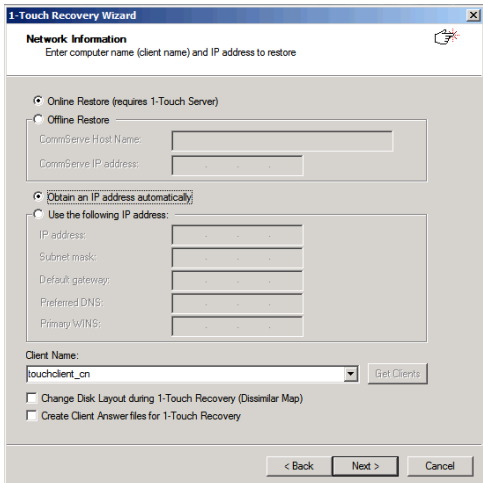 1-Touch Recovery Wizard
Network Information
Enter computer name (client name) and IP address to restore
Online Restore (requires 1-Touch Server)
Offline Restore
CommServe Host Name:
CommServe IP address:
Obtain an IP address automatically
Use the following IP address:
IP address:
Subnet mask:
Default gateway:
Preferred DNS:
Primary WINS:
Client Name:
touchclient_cn
Get Clients
Change Disk Layout during 1-Touch Recovery (Dissimilar Map)
Create Client Answer files for 1-Touch Recovery
< Back Next > Cancel